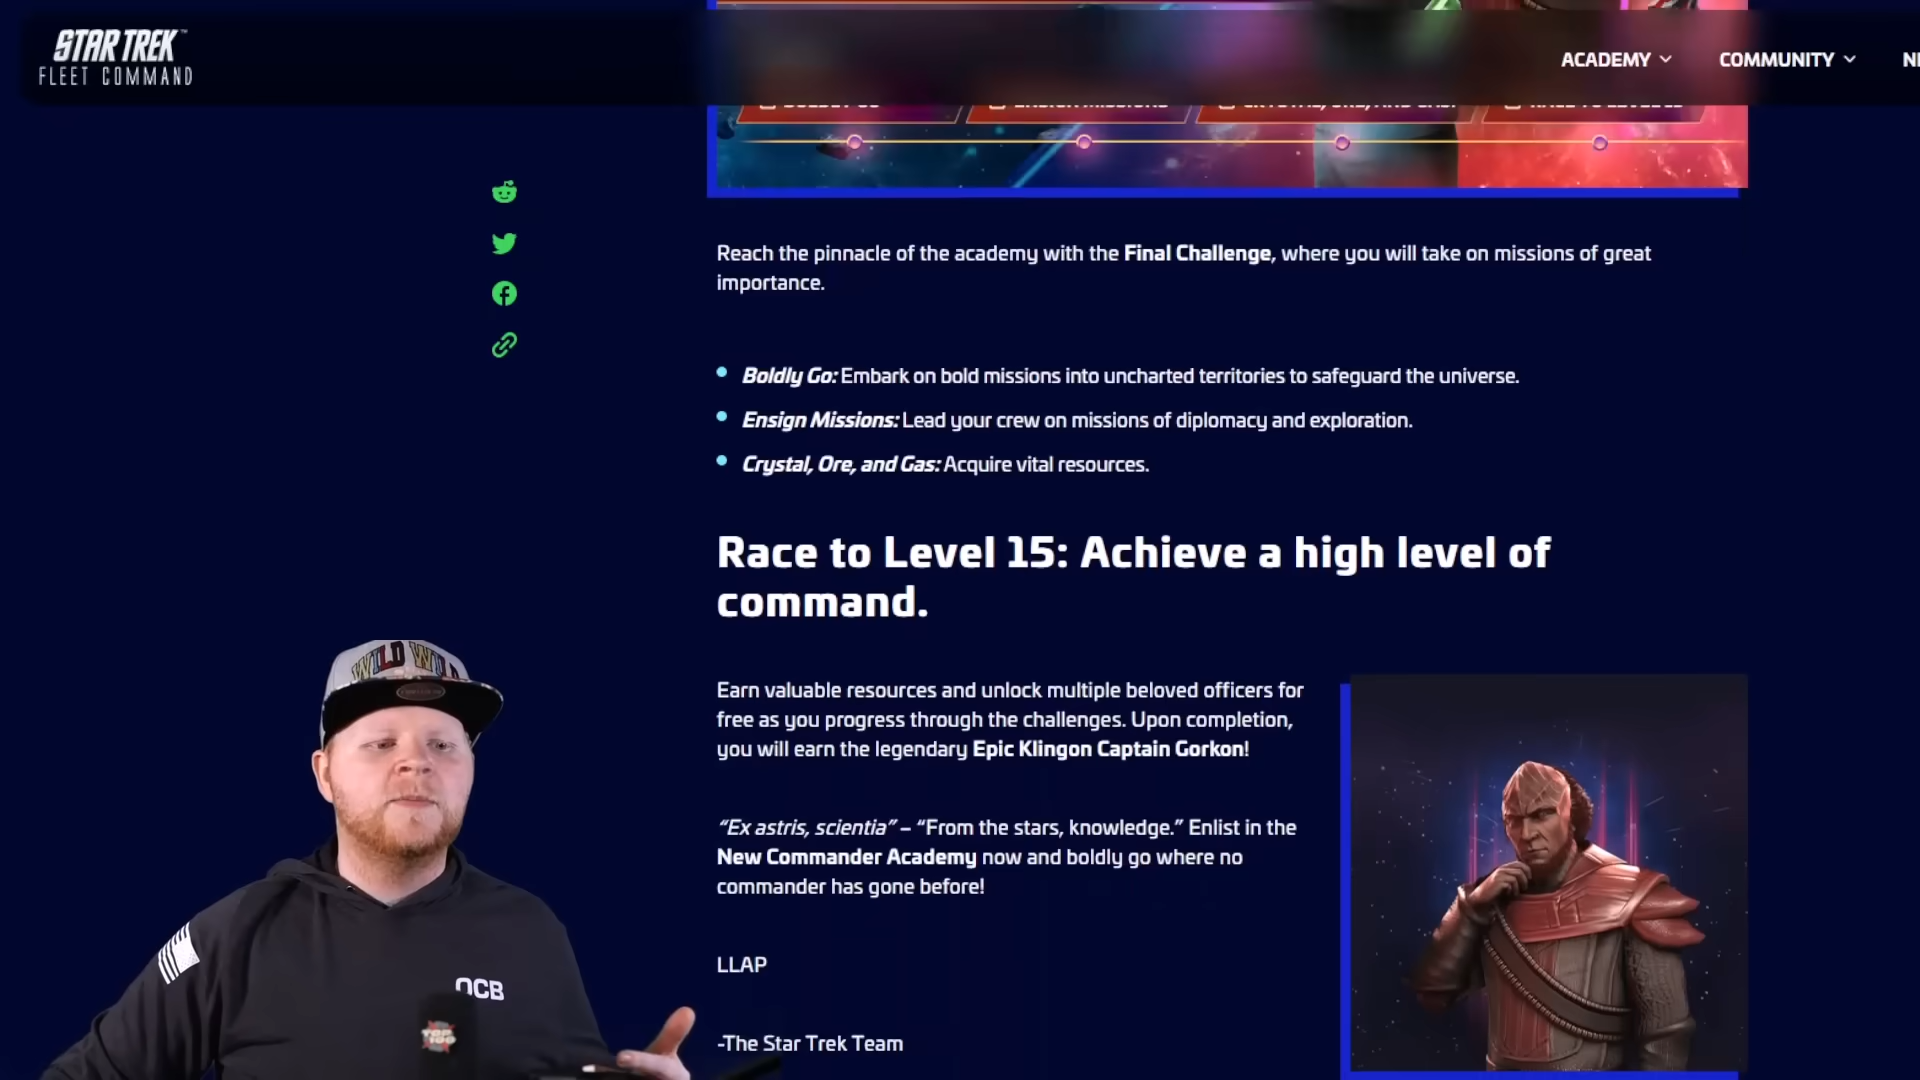 STAR TREK™
FLEET COMMAND
ACADEMY
COMMUNITY
Reach the pinnacle of the academy with the Final Challenge, where you will take on missions of great
importance.
Boldly Go: Embark on bold missions into uncharted territories to safeguard the universe.
Ensign Missions: Lead your crew on missions of diplomacy and exploration.
Crystal, Ore, and Gas: Acquire vital resources.
Race to Level 15: Achieve a high level of
command.
Earn valuable resources and unlock multiple beloved officers for
free as you progress through the challenges. Upon completion,
you will earn the legendary Epic Klingon Captain Gorkon!
“Ex astris, scientia” – “From the stars, knowledge.” Enlist in the
New Commander Academy now and boldly go where no
commander has gone before!
LLAP
-The Star Trek Team
WILD WIL
OCB
TOP
100